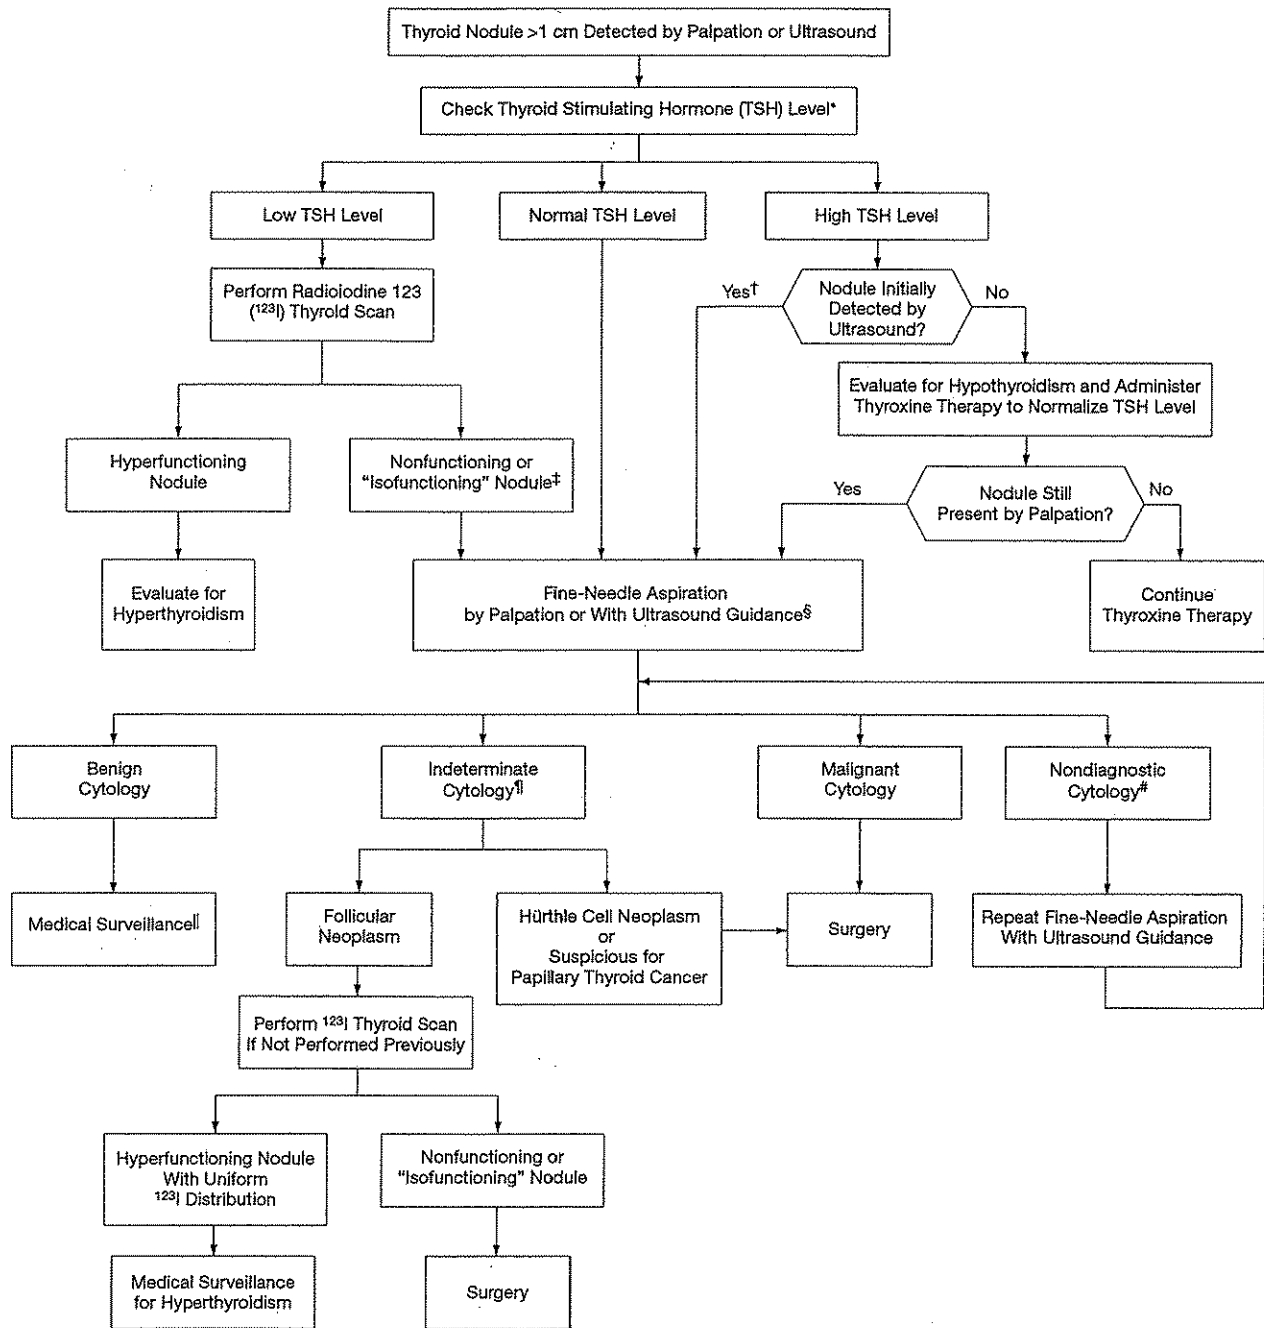 Thyroid Nodule >1 cm Detected by Palpation or Ultrasound
Check Thyroid Stimulating Hormone (TSH) Level*
Low TSH Level
Normal TSH Level
High TSH Level
Perform Radioiodine 123
(¹²³I) Thyroid Scan
Yes†
Nodule Initially
Detected by
Ultrasound?
No
Evaluate for Hypothyroidism and Administer
Thyroxine Therapy to Normalize TSH Level
Hyperfunctioning
Nodule
Nonfunctioning or
"Isofunctioning" Nodule‡
Yes
Nodule Still
Present by Palpation?
No
Evaluate for
Hyperthyroidism
Fine-Needle Aspiration
by Palpation or With Ultrasound Guidance§
Continue
Thyroxine Therapy
Benign
Cytology
Indeterminate
Cytology¶
Malignant
Cytology
Nondiagnostic
Cytology#
Medical Surveillance||
Follicular
Neoplasm
Hürthle Cell Neoplasm
or
Suspicious for
Papillary Thyroid Cancer
Surgery
Repeat Fine-Needle Aspiration
With Ultrasound Guidance
Perform ¹²³I Thyroid Scan
If Not Performed Previously
Hyperfunctioning Nodule
With Uniform
¹²³I Distribution
Nonfunctioning or
"Isofunctioning" Nodule
Medical Surveillance
for Hyperthyroidism
Surgery